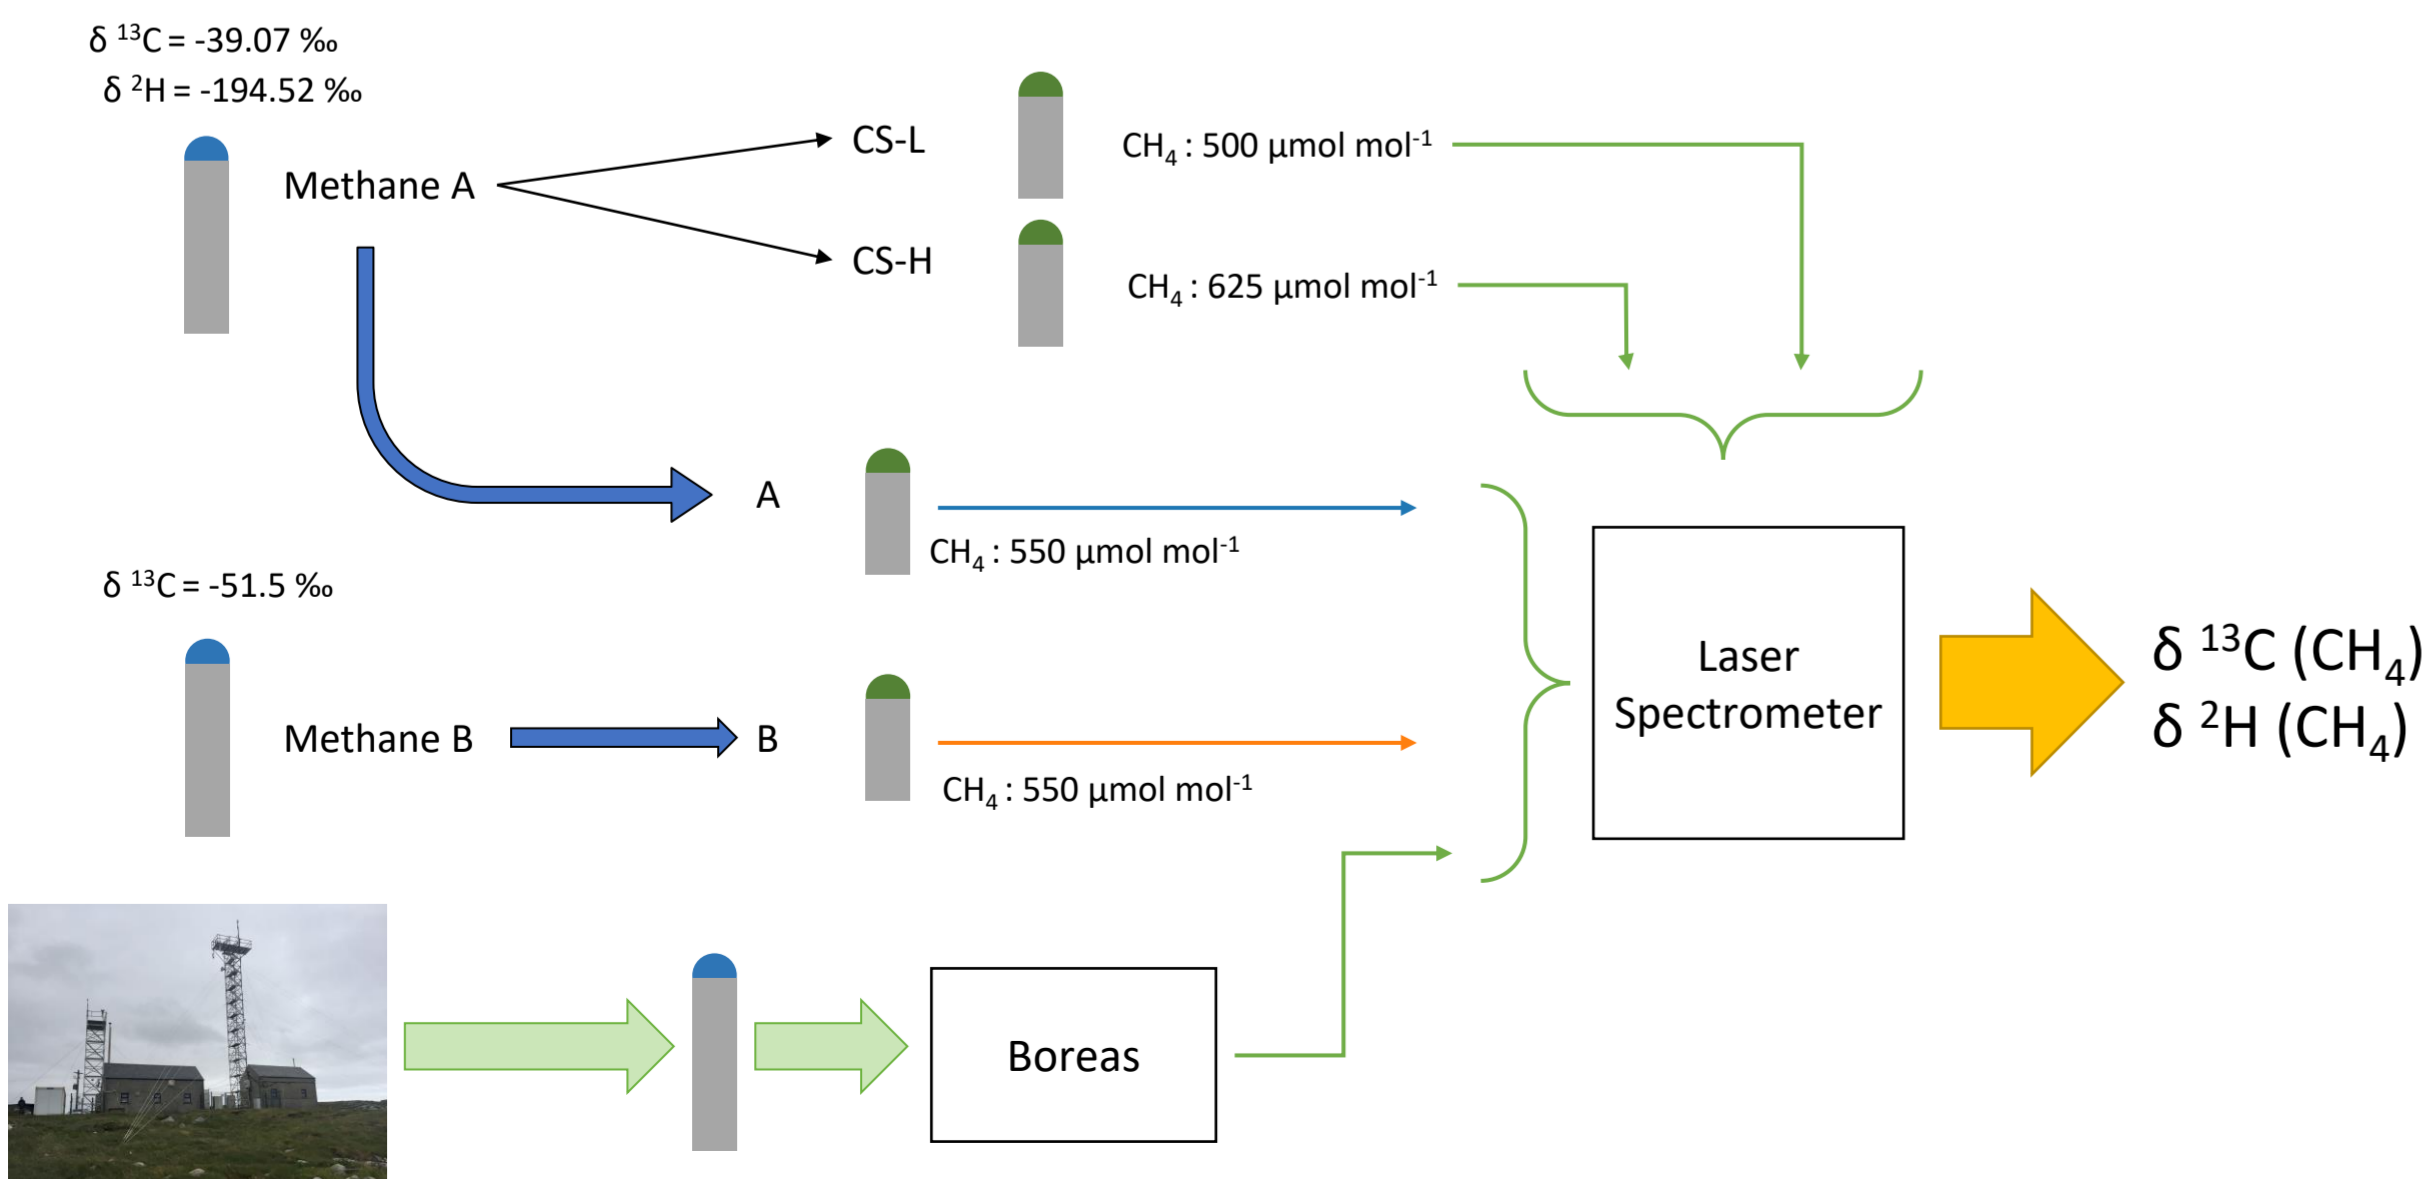 δ ¹³C = -39.07 ‰
δ ²H = -194.52 ‰
Methane A
CS-L
CH₄ : 500 µmol mol⁻¹
CS-H
CH₄ : 625 µmol mol⁻¹
A
CH₄ : 550 µmol mol⁻¹
δ ¹³C = -51.5 ‰
Methane B
B
CH₄ : 550 µmol mol⁻¹
Boreas
Laser
Spectrometer
δ ¹³C (CH₄)
δ ²H (CH₄)